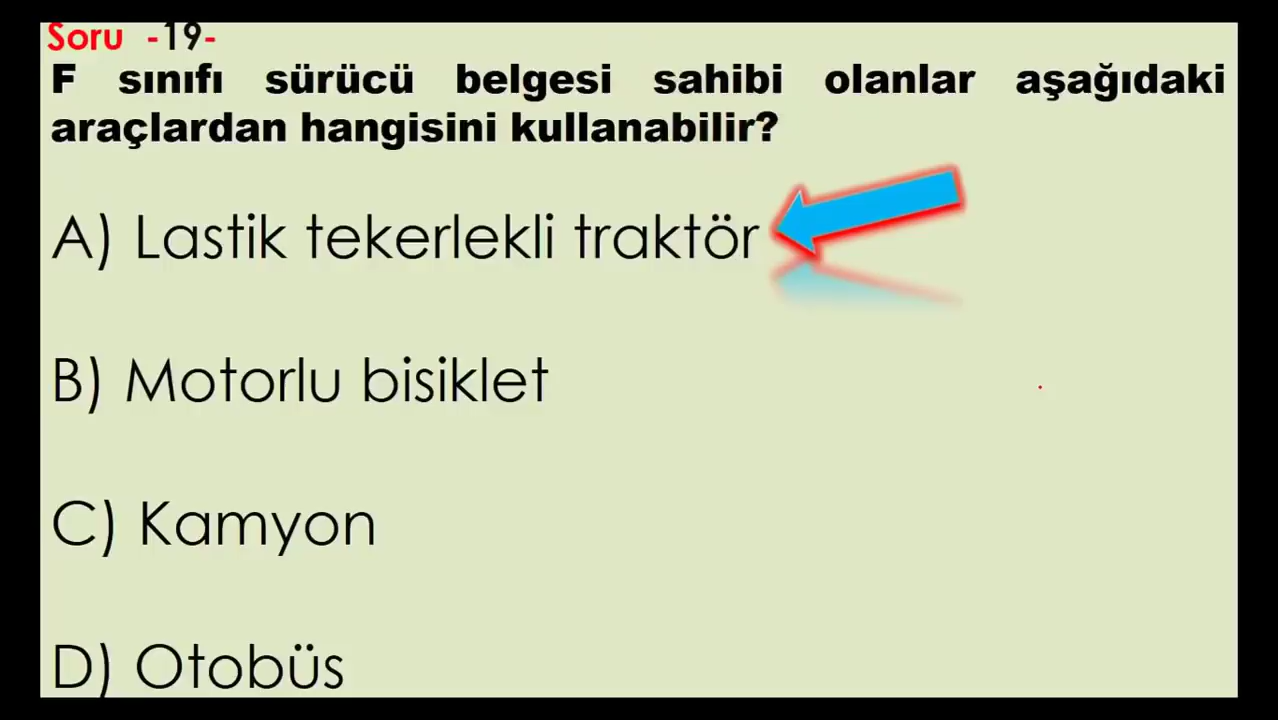 Soru -19-
F sınıfı sürücü belgesi sahibi olanlar aşağıdaki
araçlardan hangisini kullanabilir?
A) Lastik tekerlekli traktör
B) Motorlu bisiklet
C) Kamyon
D) Otobüs